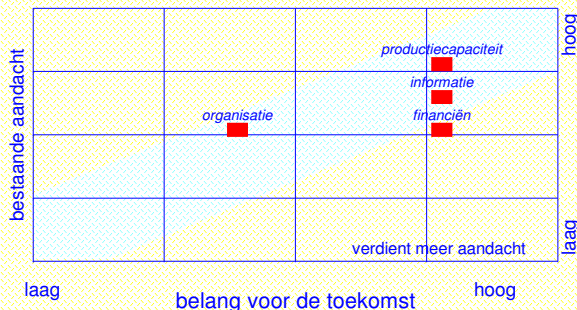 hoog
productiecapaciteit
informatie
organisatie
financiën
bestaande aandacht
laag
verdient meer aandacht
laag
hoog
belang voor de toekomst